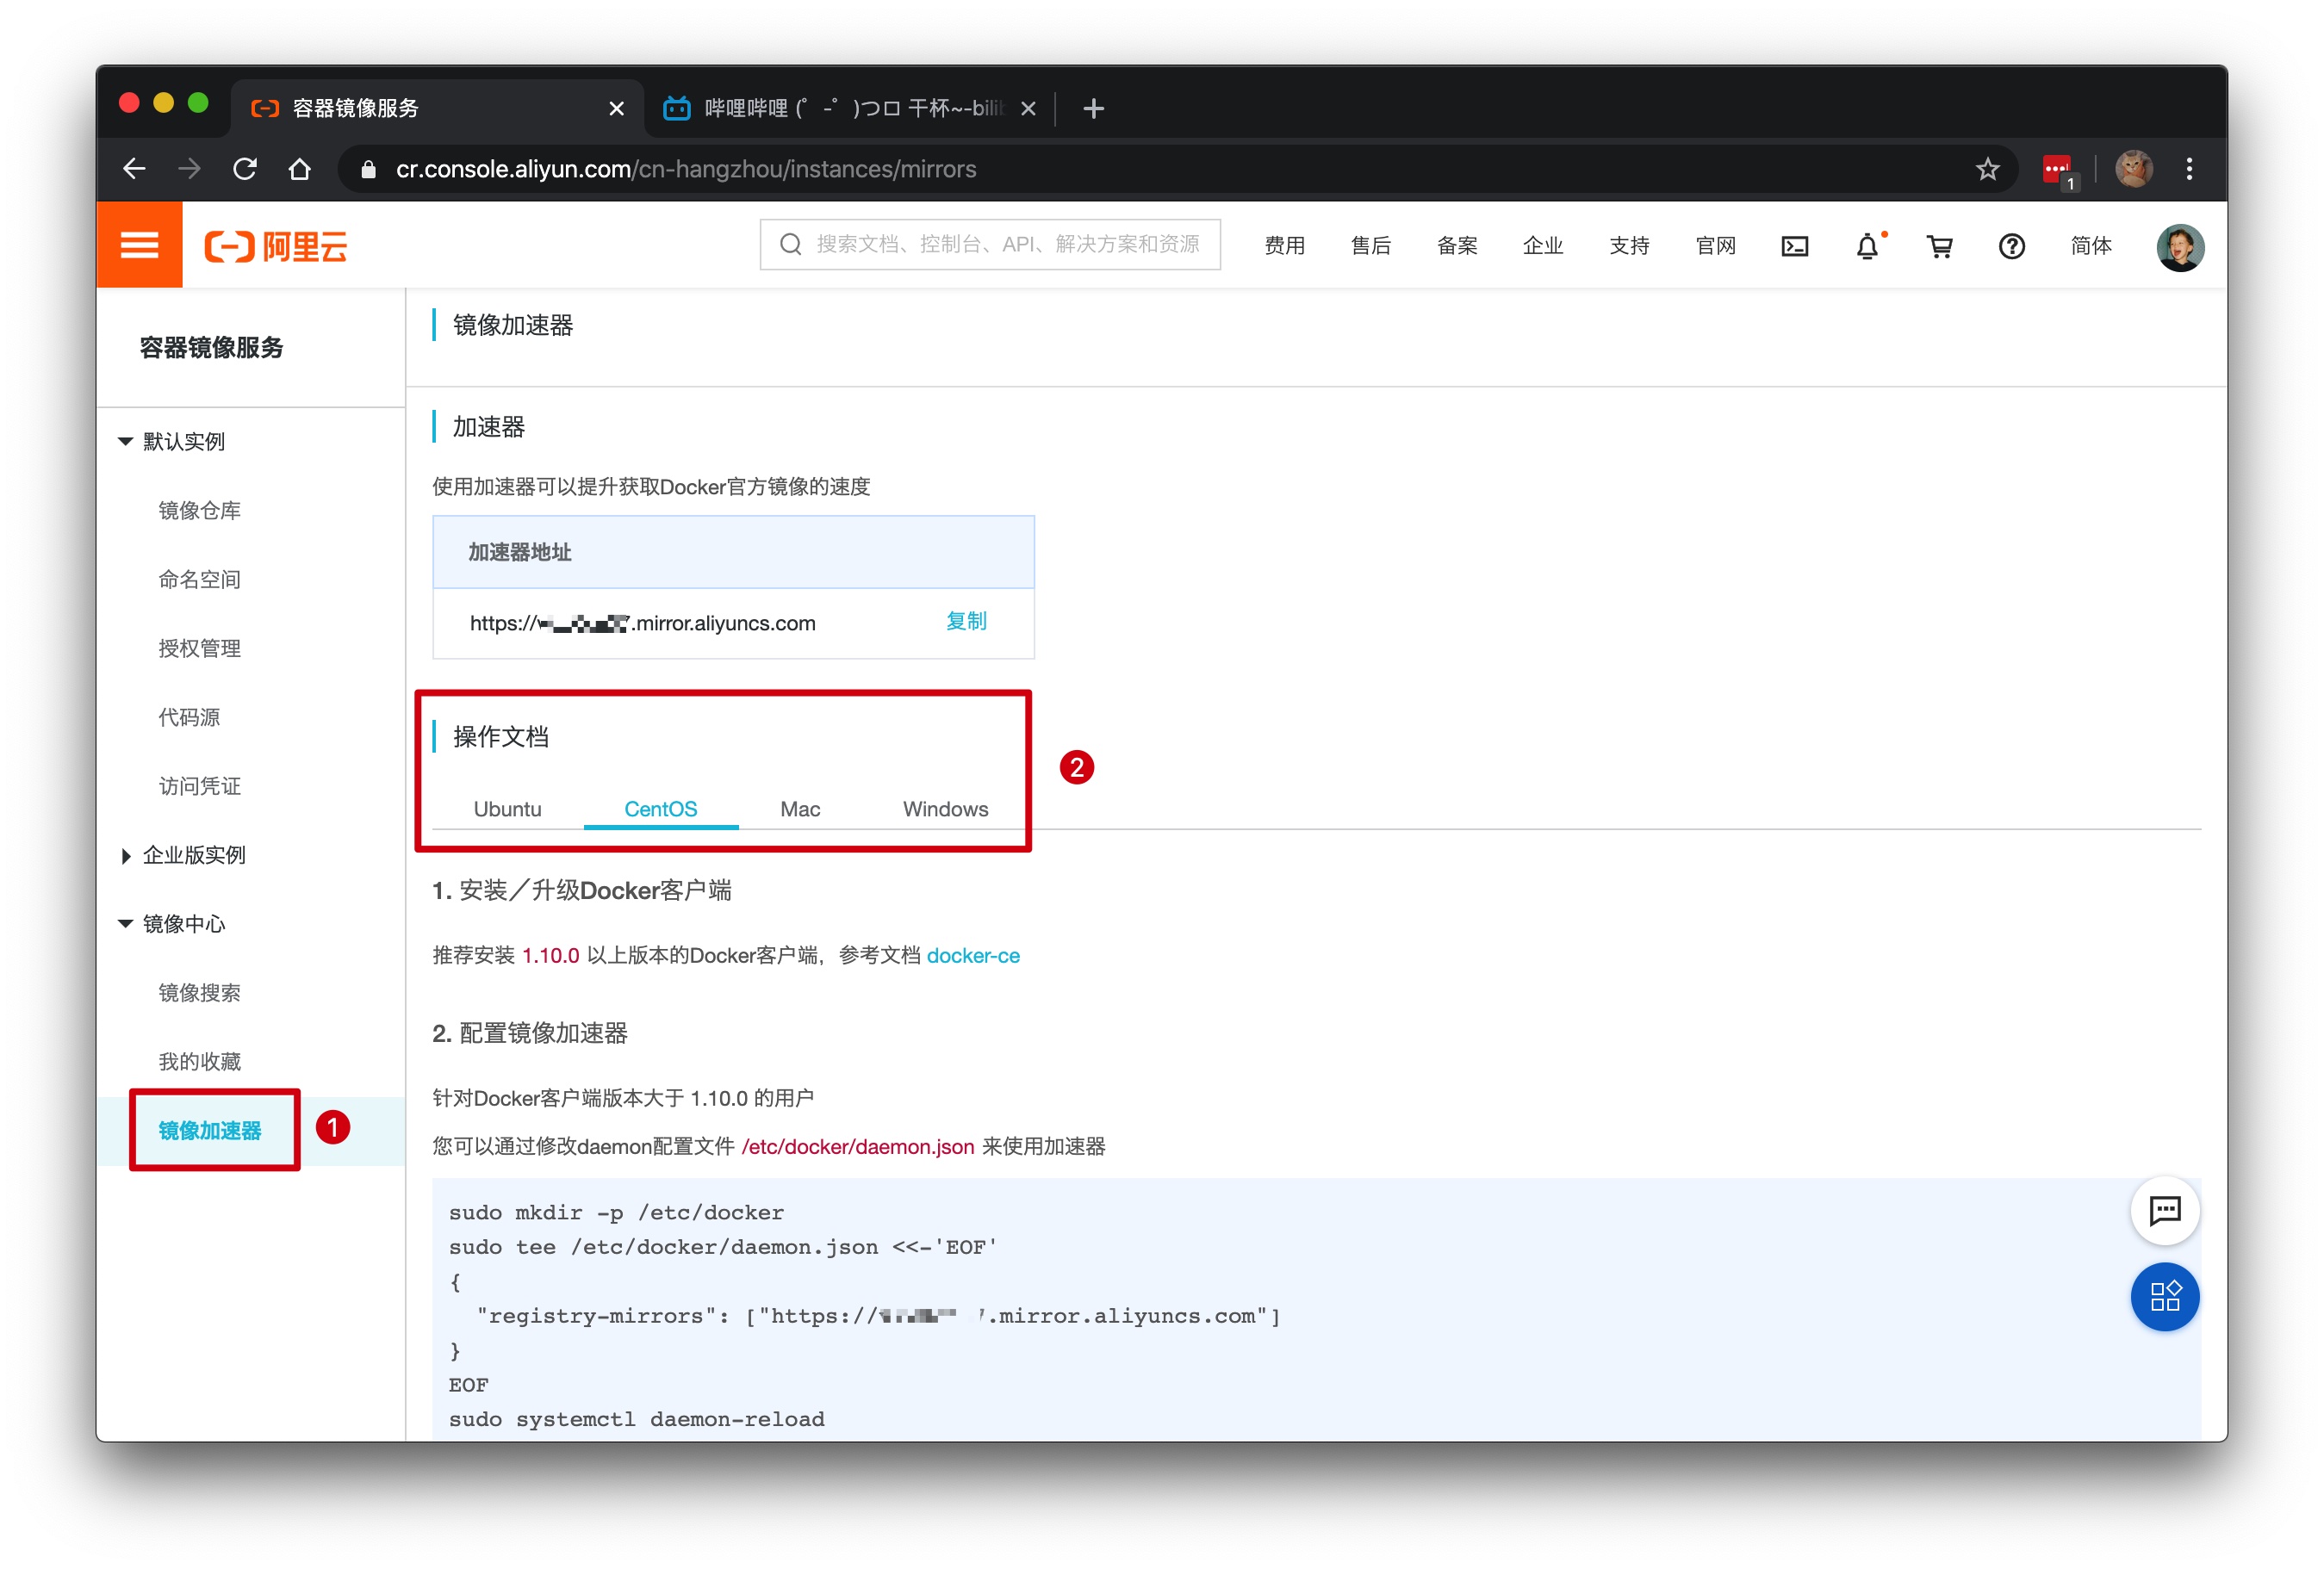 容器镜像服务
哔哩哔哩 (゜-゜)つロ 干杯~-bili
cr.console.aliyun.com/cn-hangzhou/instances/mirrors
1
阿里云
搜索文档、控制台、API、解决方案和资源
费用 售后 备案 企业 支持 官网 简体
容器镜像服务
默认实例
镜像仓库
命名空间
授权管理
代码源
访问凭证
企业版实例
镜像中心
镜像搜索
我的收藏
镜像加速器
1
镜像加速器
加速器
使用加速器可以提升获取Docker官方镜像的速度
加速器地址
https:// .mirror.aliyuncs.com 复制
操作文档
2
Ubuntu CentOS Mac Windows
1. 安装／升级Docker客户端
推荐安装 1.10.0 以上版本的Docker客户端，参考文档 docker-ce
2. 配置镜像加速器
针对Docker客户端版本大于 1.10.0 的用户
您可以通过修改daemon配置文件 /etc/docker/daemon.json 来使用加速器
sudo mkdir -p /etc/docker
sudo tee /etc/docker/daemon.json <<-'EOF'
{
"registry-mirrors": ["https:// .mirror.aliyuncs.com"]
}
EOF
sudo systemctl daemon-reload